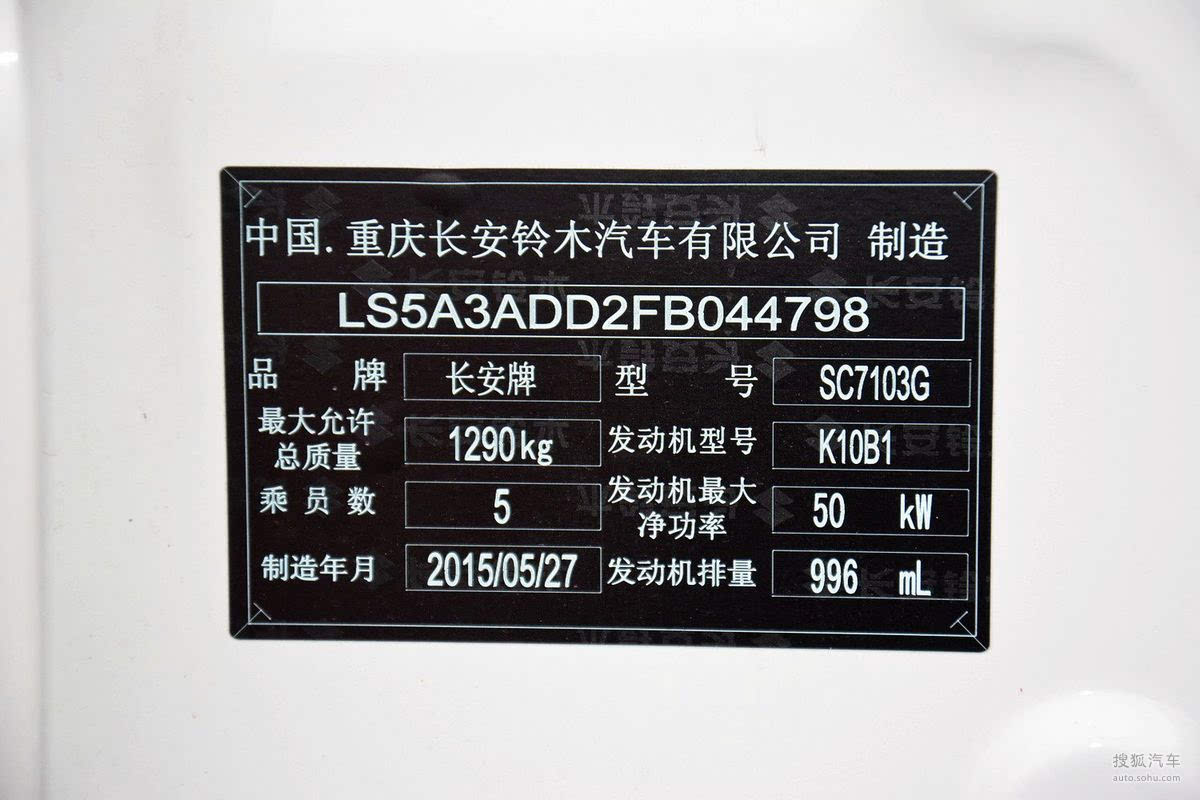 中国.重庆长安铃木汽车有限公司 制造
LS5A3ADD2FB044798
品 牌 长安牌 型 号 SC7103G
最大允许总质量 1290kg 发动机型号 K10B1
乘员数 5 发动机最大净功率 50 kW
制造年月 2015/05/27 发动机排量 996 mL
搜狐汽车
auto.sohu.com